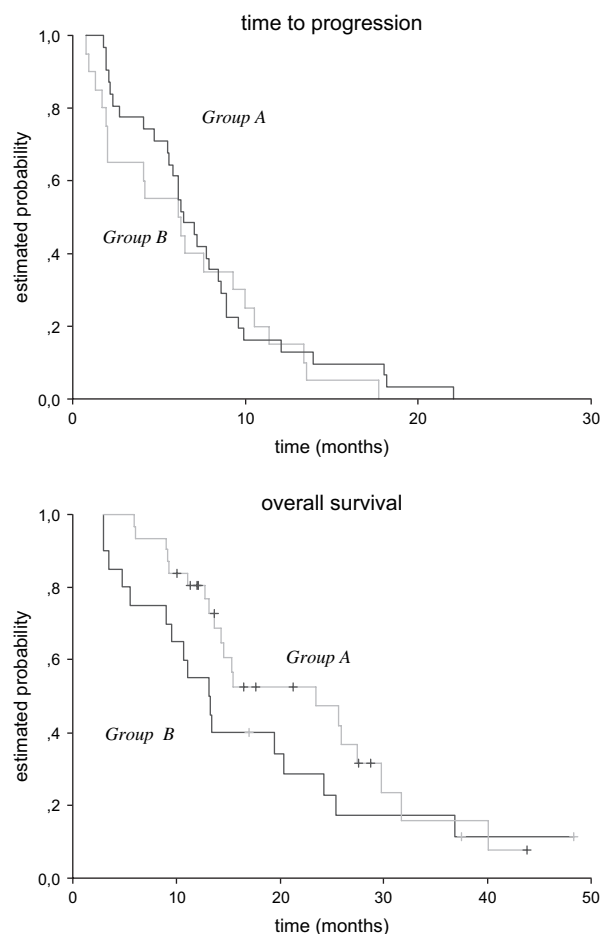 time to progression
1,0
,8
,6
,4
,2
0,0
estimated probability
Group A
Group B
0
10
20
30
time (months)
overall survival
1,0
,8
,6
,4
,2
0,0
estimated probability
Group A
Group B
0
10
20
30
40
50
time (months)